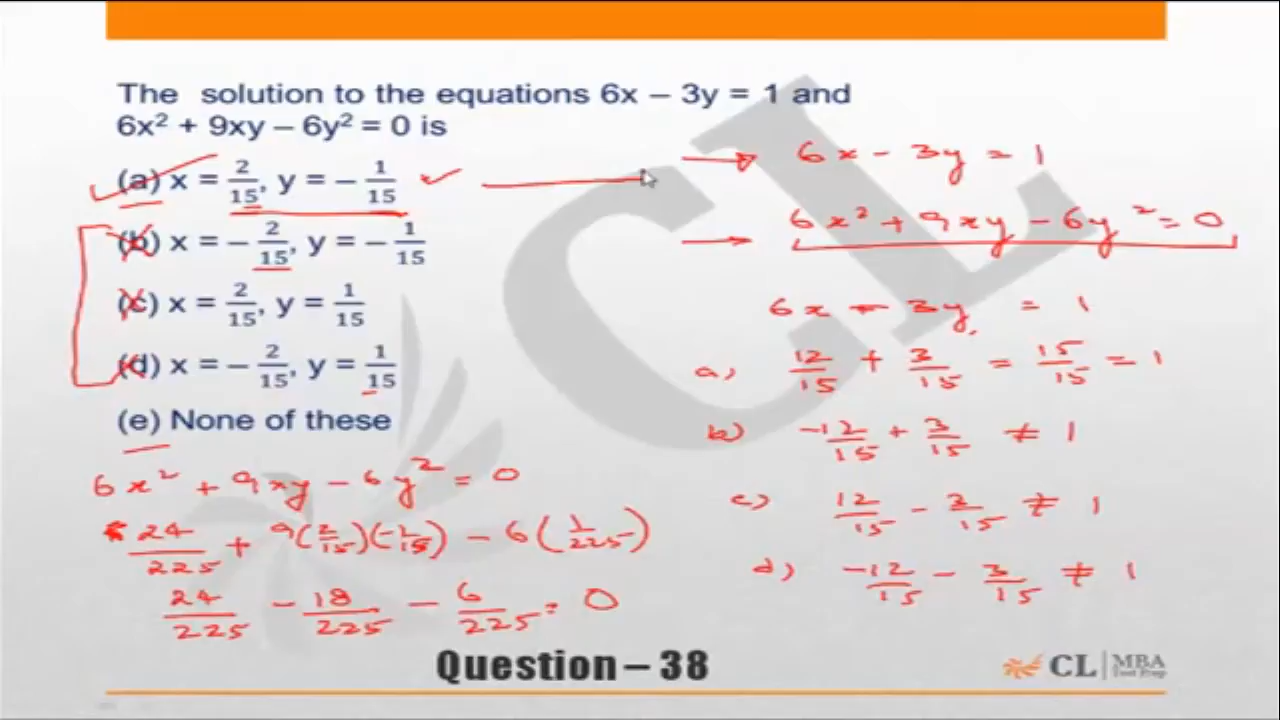 The solution to the equations 6x – 3y = 1 and
6x² + 9xy – 6y² = 0 is
(a) x = 2/15, y = – 1/15
(b) x = – 2/15, y = – 1/15
(c) x = 2/15, y = 1/15
(d) x = – 2/15, y = 1/15
(e) None of these
6x² + 9xy – 6y² = 0
24/225 + 9(2/15)(-1/15) – 6(1/225)
24/225 – 18/225 – 6/225 = 0
6x – 3y = 1
6x² + 9xy – 6y² = 0
6x – 3y = 1
a) 12/15 + 3/15 = 15/15 = 1
b) -12/15 + 3/15 ≠ 1
c) 12/15 – 3/15 ≠ 1
d) -12/15 – 3/15 ≠ 1
Question – 38
CL MBA
Test Prep
CL